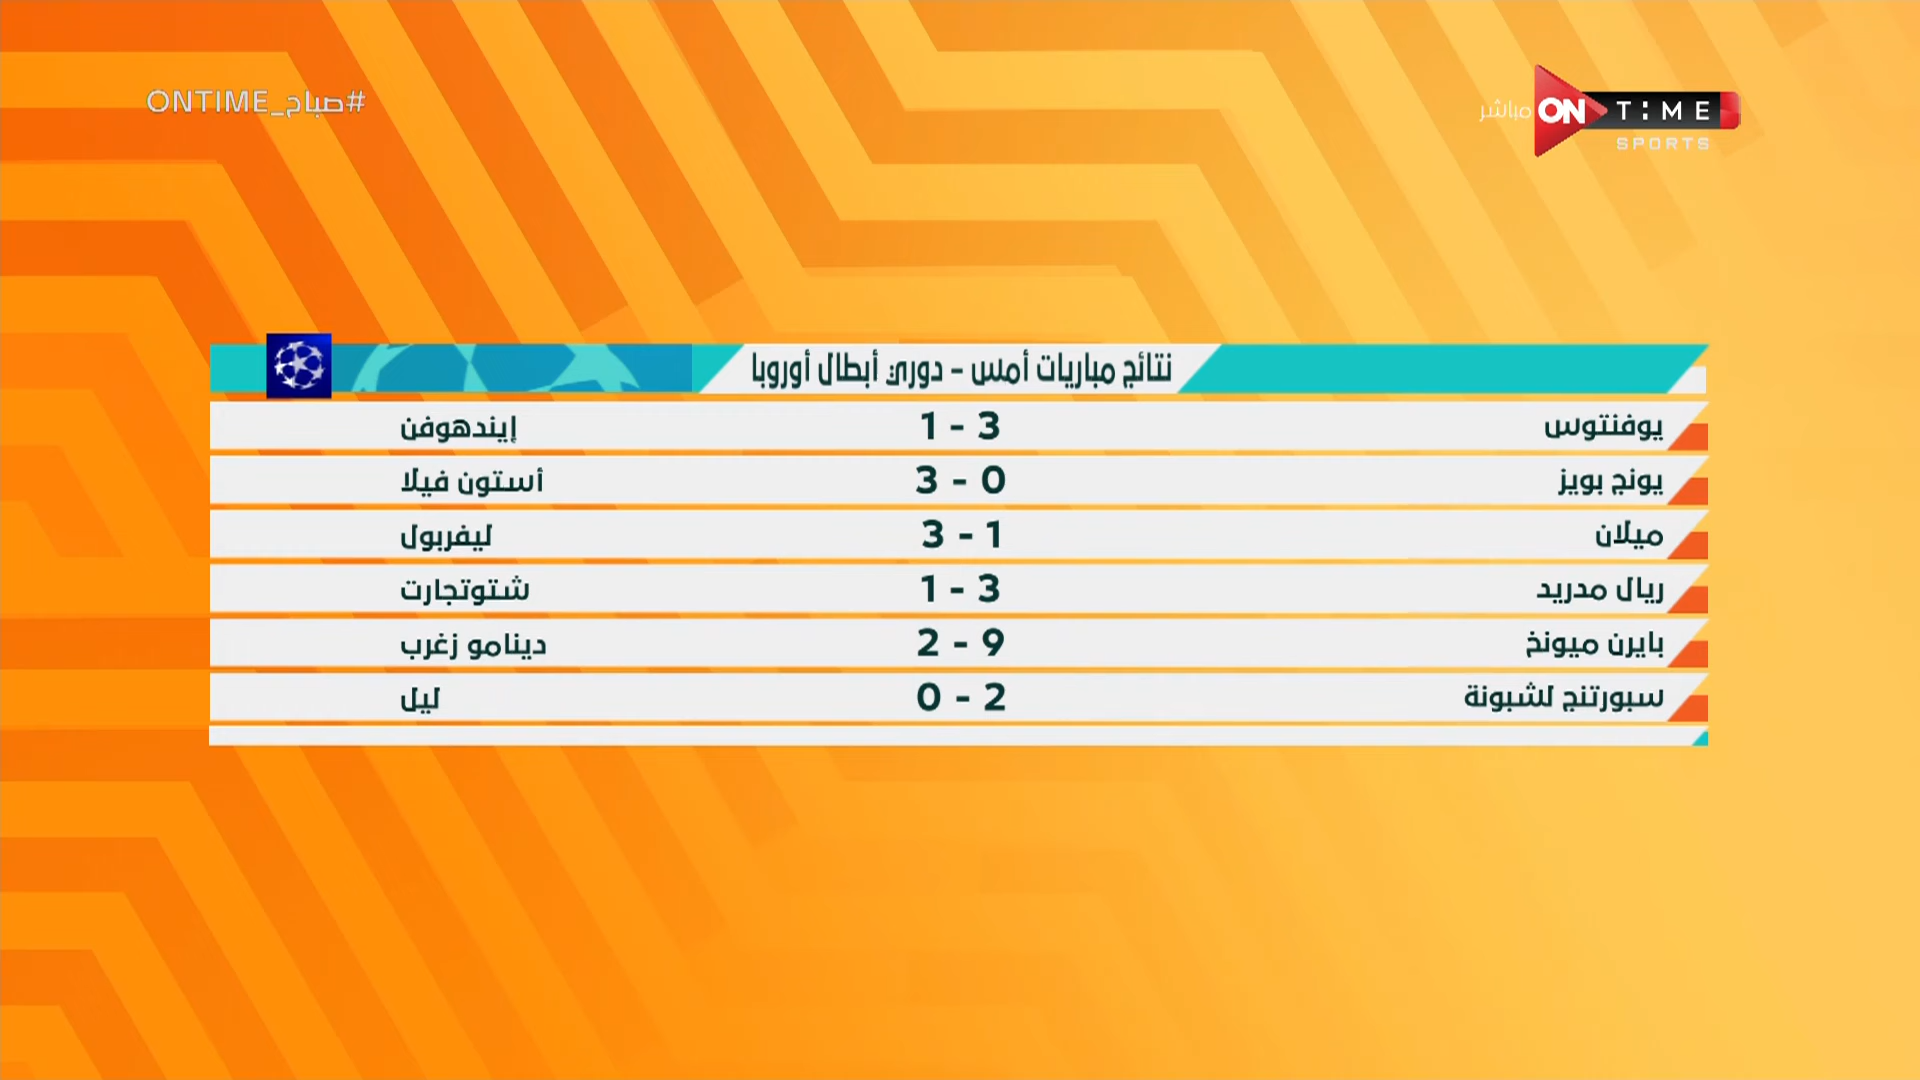 #صباح_ONTIME
مباشر ON TIME
SPORTS
نتائج مباريات أمس - دوري أبطال أوروبا
يوفنتوس 3 - 1 إيندهوفن
يونج بويز 0 - 3 أستون فيلا
ميلان 1 - 3 ليفربول
ريال مدريد 3 - 1 شتوتجارت
بايرن ميونخ 9 - 2 دينامو زغرب
سبورتنج لشبونة 2 - 0 ليل